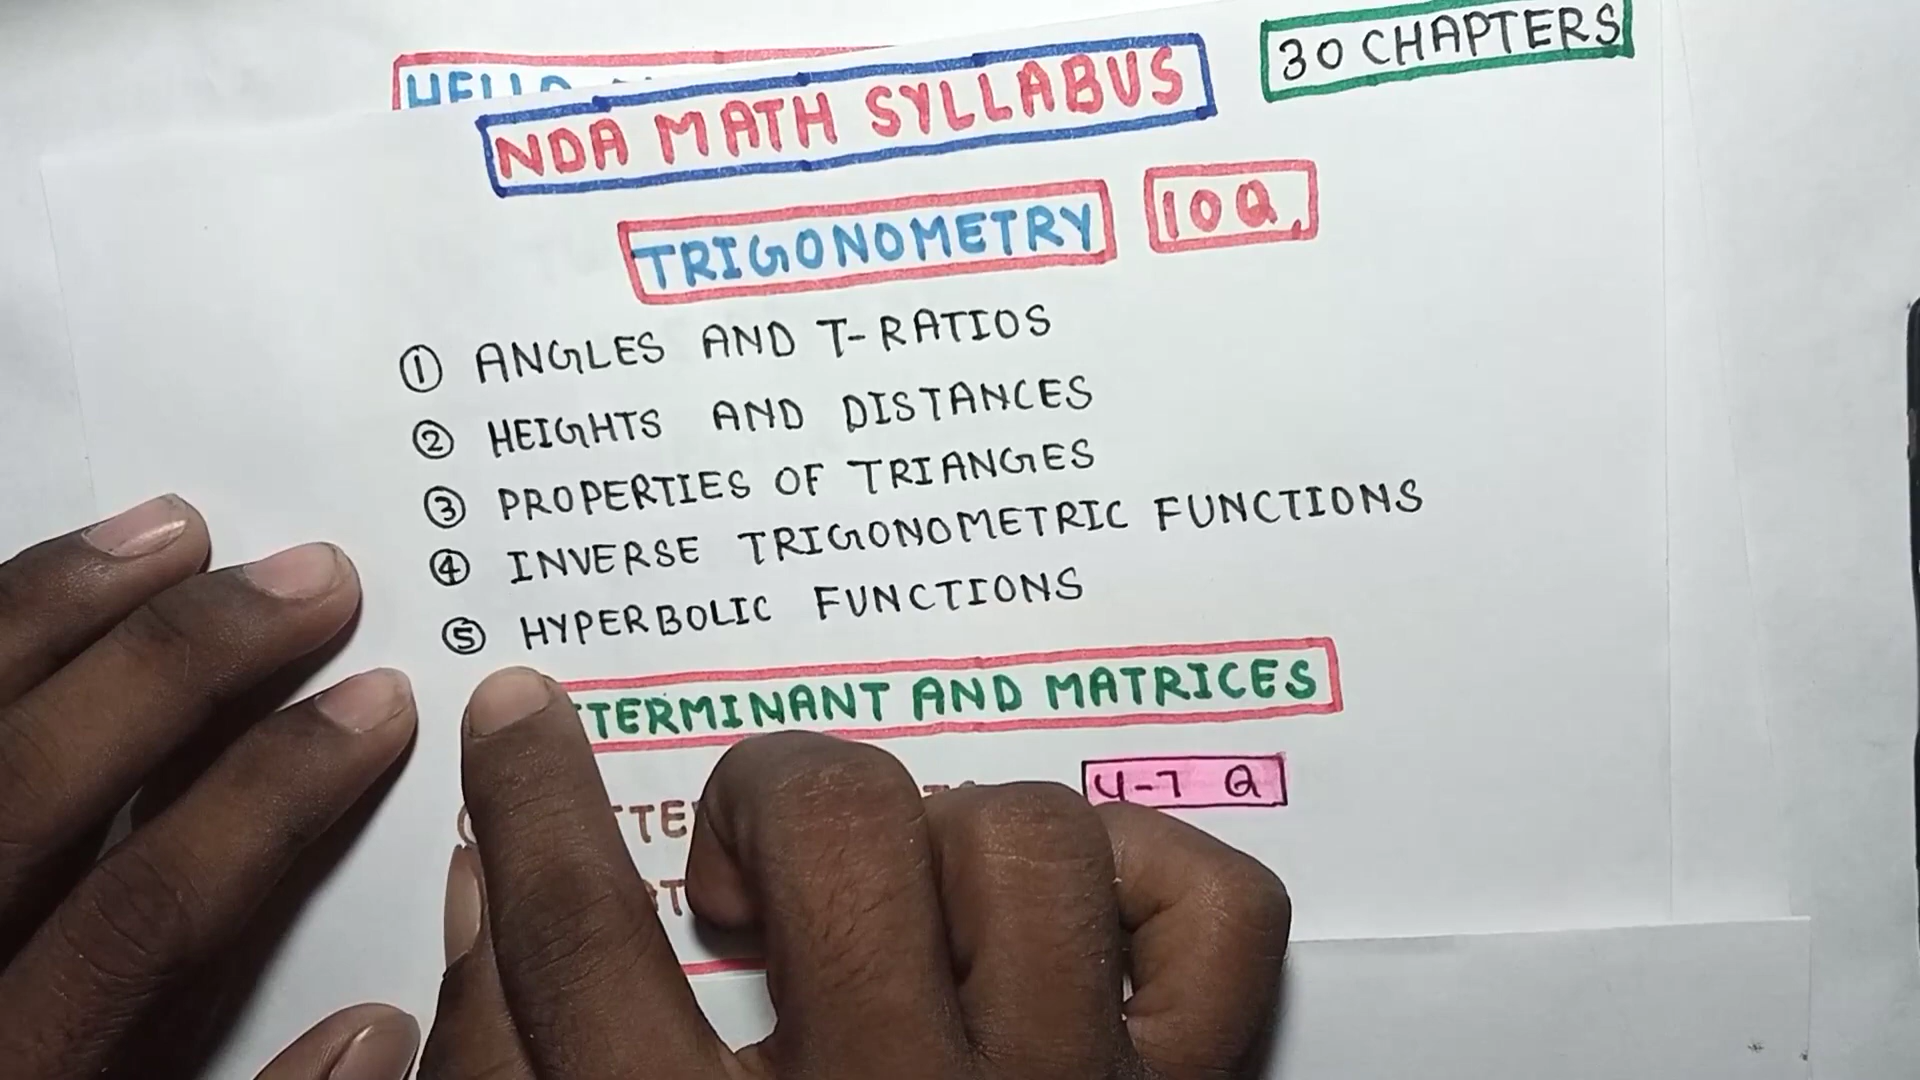 30 CHAPTERS
NDA MATH SYLLABUS
TRIGONOMETRY 10 Q.
① ANGLES AND T-RATIOS
② HEIGHTS AND DISTANCES
③ PROPERTIES OF TRIANGES
④ INVERSE TRIGONOMETRIC FUNCTIONS
⑤ HYPERBOLIC FUNCTIONS
TERMINANT AND MATRICES
4-7 Q